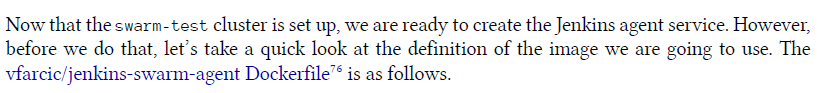 Now that the swarm-test cluster is set up, we are ready to create the Jenkins agent service. However,
before we do that, let’s take a quick look at the definition of the image we are going to use. The
vfarcic/jenkins-swarm-agent Dockerfile⁷⁶ is as follows.